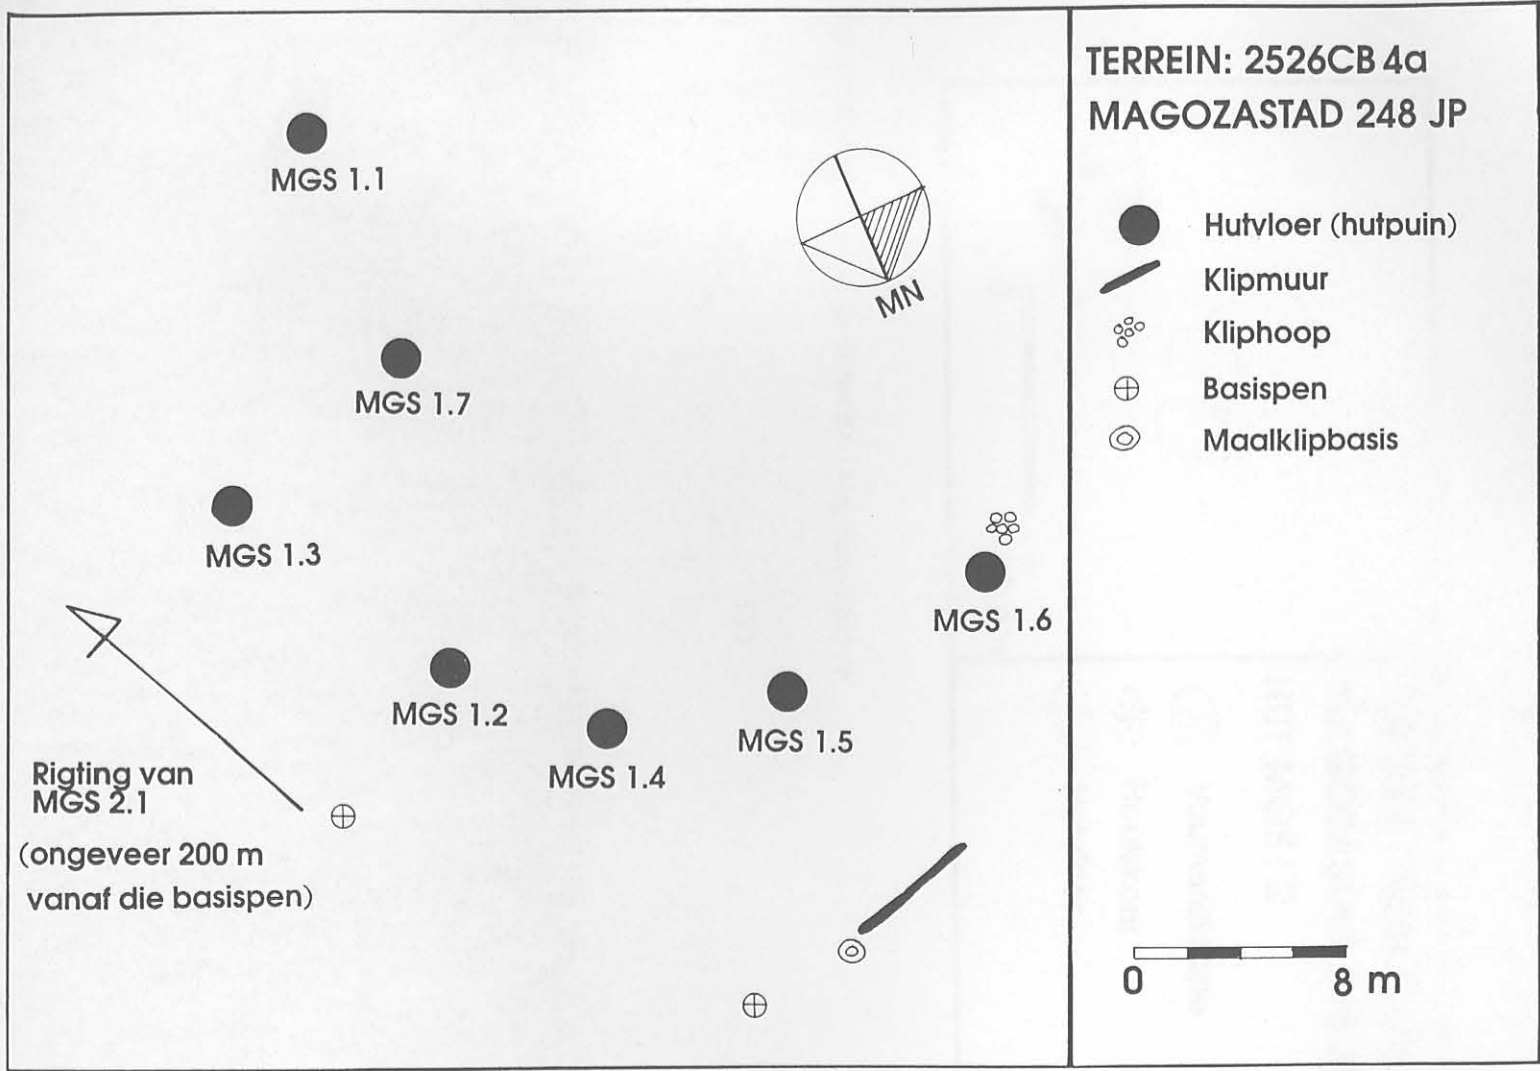 TERREIN: 2526CB 4a
MAGOZASTAD 248 JP
Hutvloer (hutpuin)
Klipmuur
Kliphoop
Basispen
Maalklipbasis
0 8 m
MGS 1.1
MN
MGS 1.7
MGS 1.3
MGS 1.6
MGS 1.2
MGS 1.4
MGS 1.5
Rigting van
MGS 2.1
(ongeveer 200 m
vanaf die basispen)